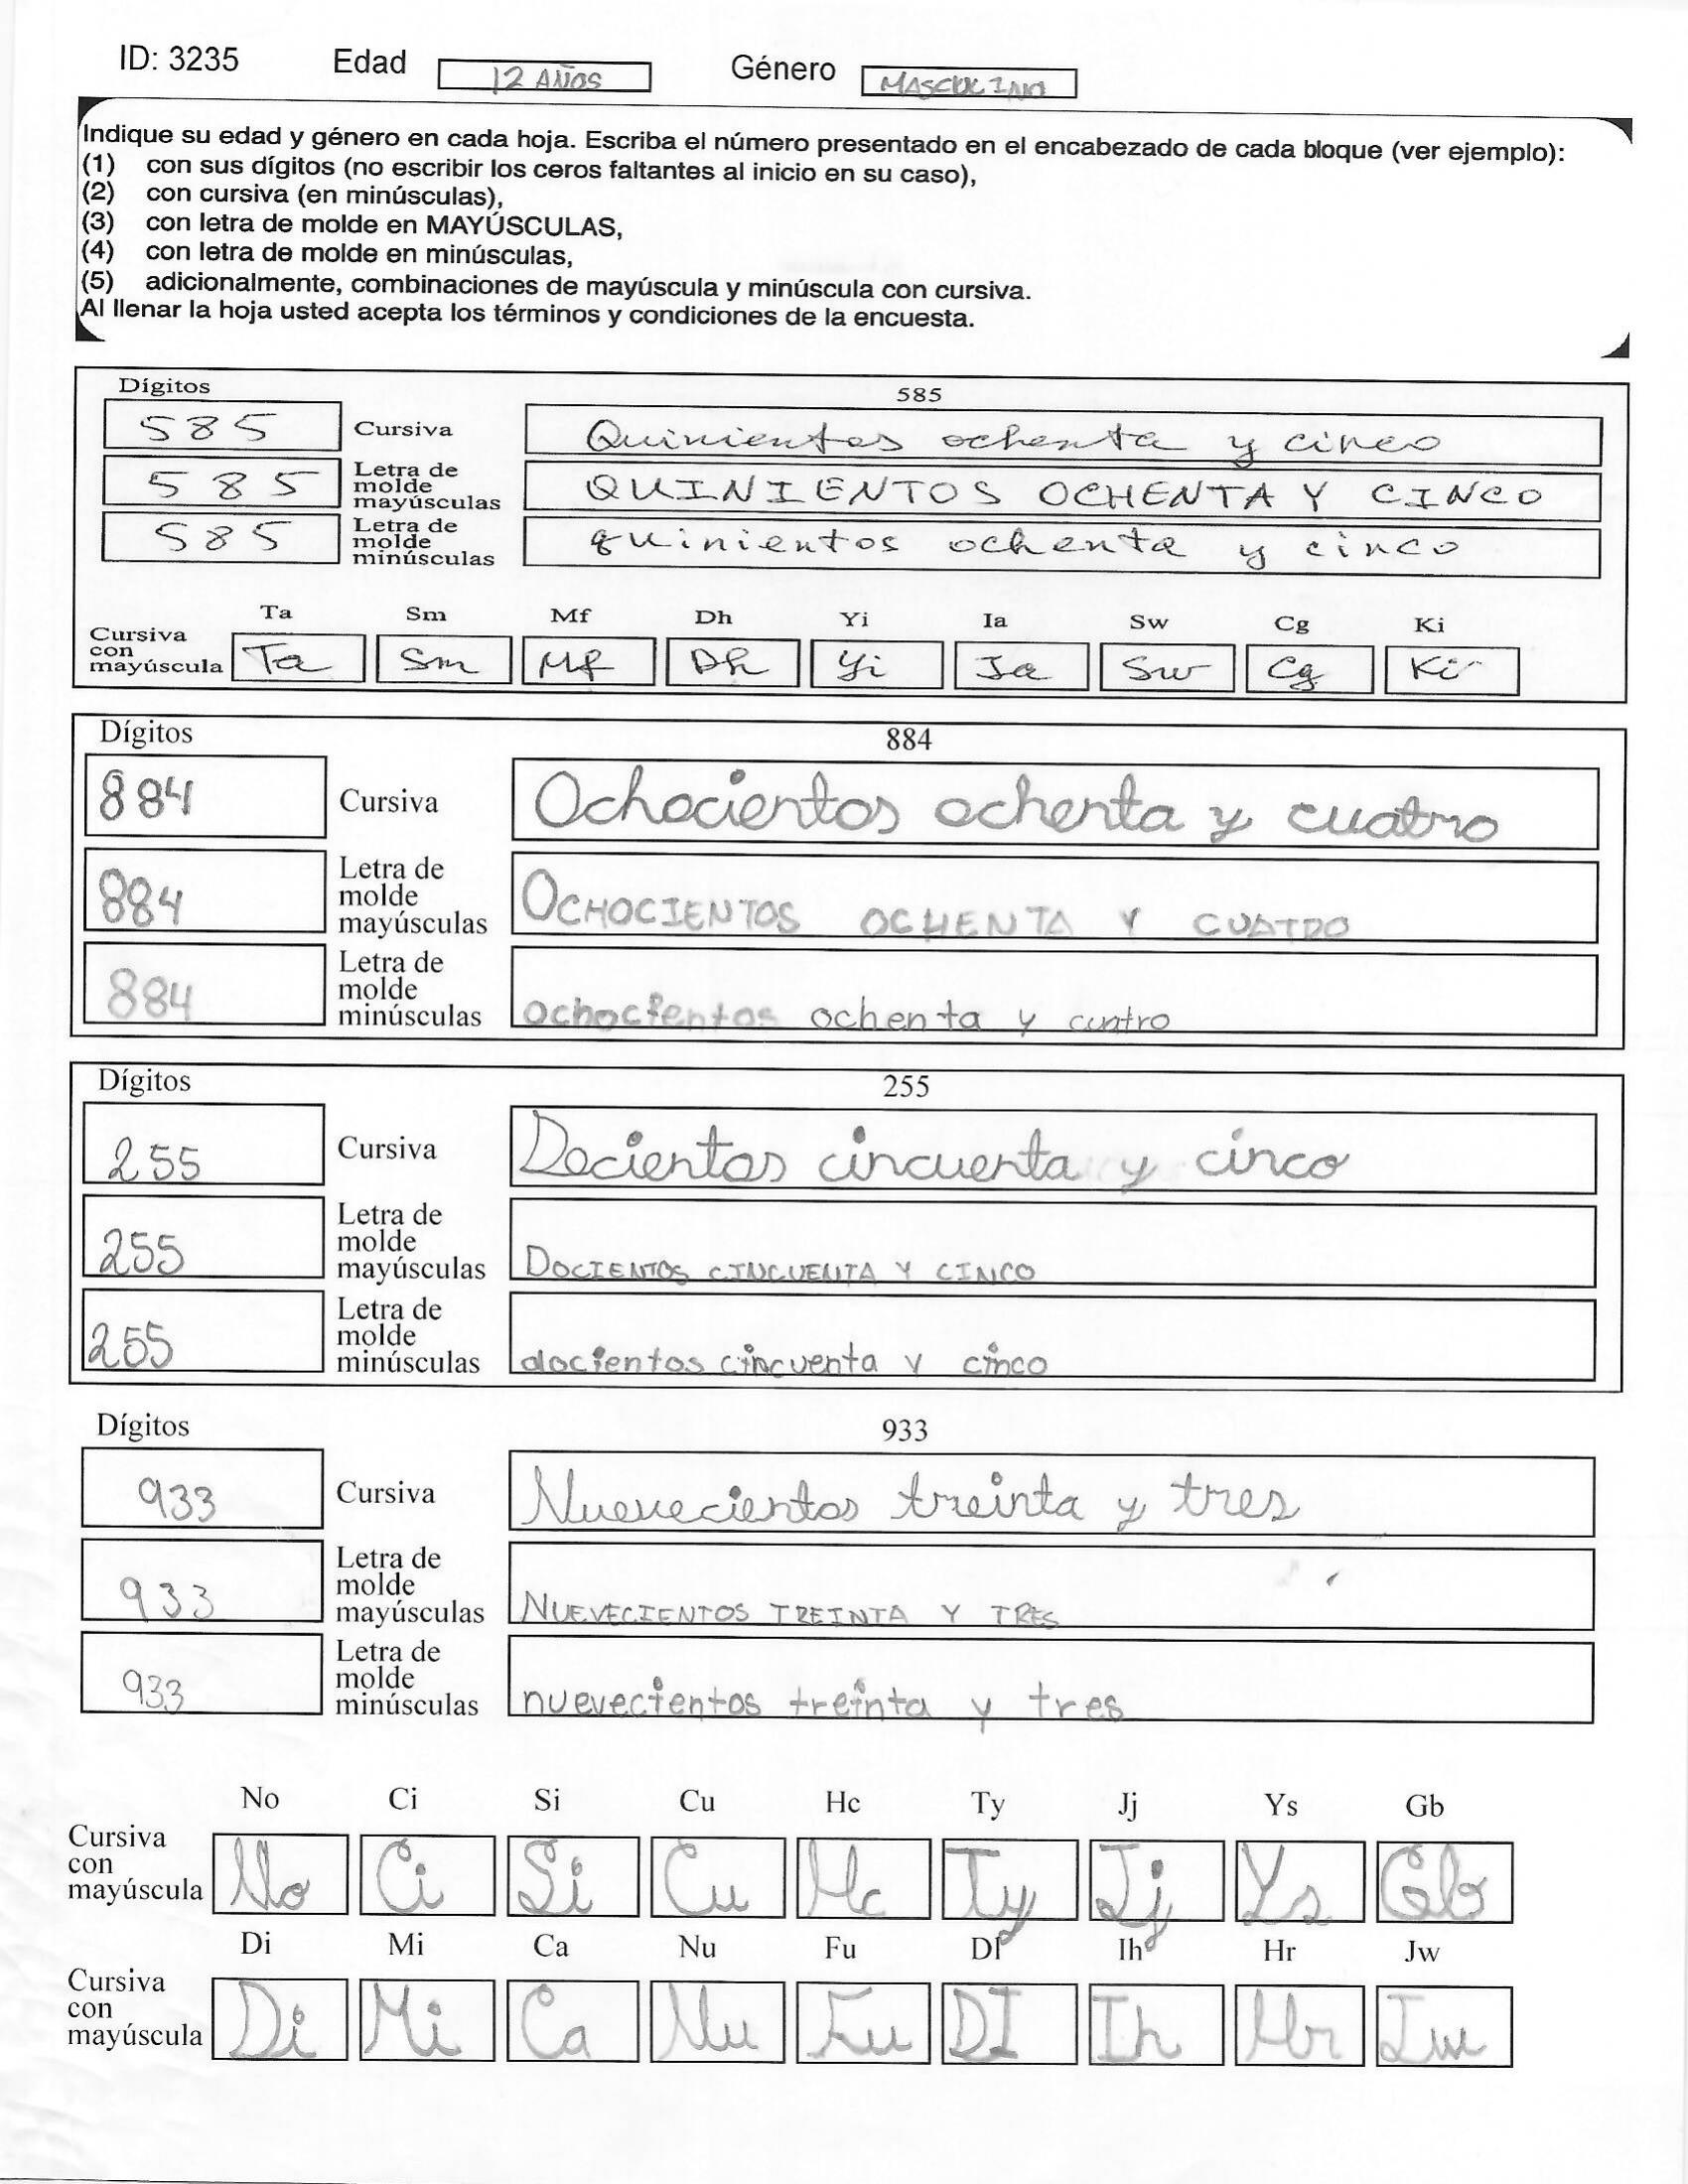 ID: 3235 Edad 12 AÑOS Género MASCULINO
Indique su edad y género en cada hoja. Escriba el número presentado en el encabezado de cada bloque (ver ejemplo):
(1) con sus dígitos (no escribir los ceros faltantes al inicio en su caso),
(2) con cursiva (en minúsculas),
(3) con letra de molde en MAYÚSCULAS,
(4) con letra de molde en minúsculas,
(5) adicionalmente, combinaciones de mayúscula y minúscula con cursiva.
Al llenar la hoja usted acepta los términos y condiciones de la encuesta.
Dígitos 585
585 Cursiva Quinientos ochenta y cinco
585 Letra de molde mayúsculas QUINIENTOS OCHENTA Y CINCO
585 Letra de molde minúsculas quinientos ochenta y cinco
Ta Sm Mf Dh Yi Ia Sw Cg Ki
Cursiva con mayúscula Ta Sm Mf Dh Yi Ia Sw Cg Ki
Dígitos 884
884 Cursiva Ochocientos ochenta y cuatro
884 Letra de molde mayúsculas OCHOCIENTOS OCHENTA Y CUATRO
884 Letra de molde minúsculas ochocientos ochenta y cuatro
Dígitos 255
255 Cursiva Docientos cincuenta y cinco
255 Letra de molde mayúsculas DOCIENTOS CINCUENTA Y CINCO
255 Letra de molde minúsculas docientos cincuenta y cinco
Dígitos 933
933 Cursiva Nuevecientos treinta y tres
933 Letra de molde mayúsculas NUEVECIENTOS TREINTA Y TRES
933 Letra de molde minúsculas nuevecientos treinta y tres
No Ci Si Cu Hc Ty Jj Ys Gb
Cursiva con mayúscula No Ci Si Cu Hc Ty Jj Ys Gb
Di Mi Ca Nu Fu Df Ih Hr Jw
Cursiva con mayúscula Di Mi Ca Nu Fu DI Ih Hr Jw